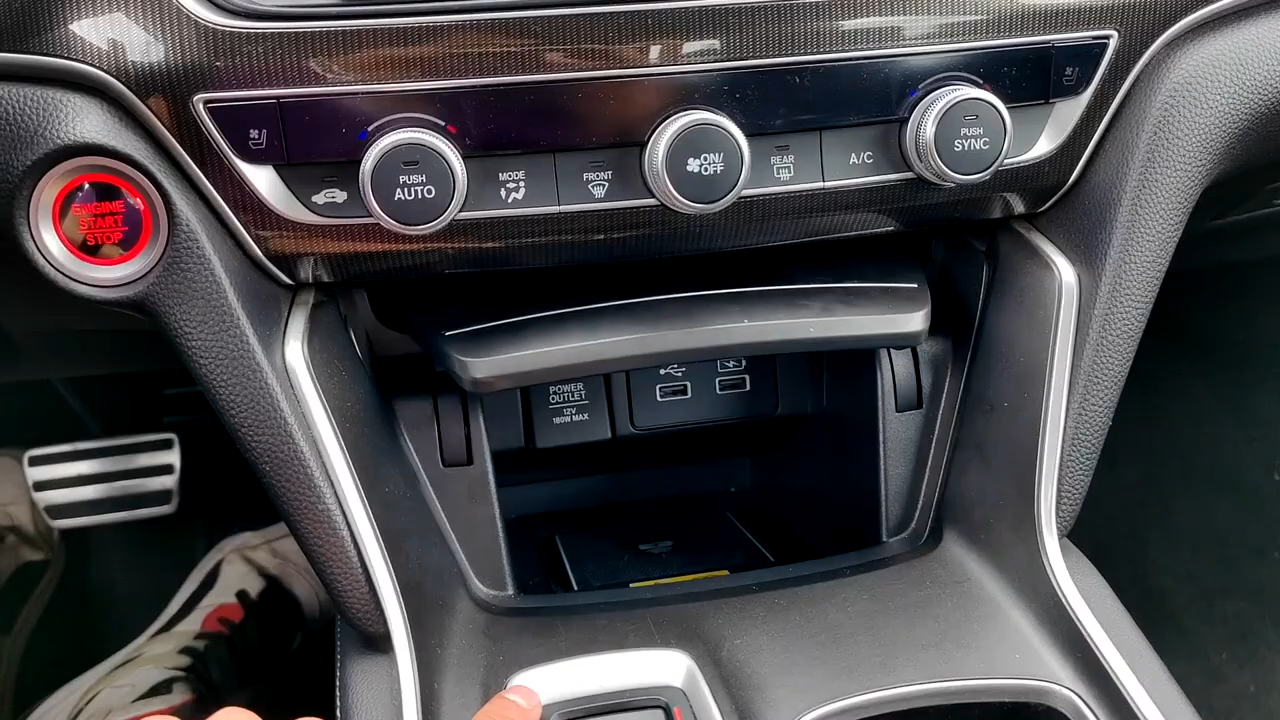 ENGINE
START
STOP
PUSH
AUTO
MODE
FRONT
ON/
OFF
REAR
A/C
PUSH
SYNC
POWER
OUTLET
12V
180W MAX